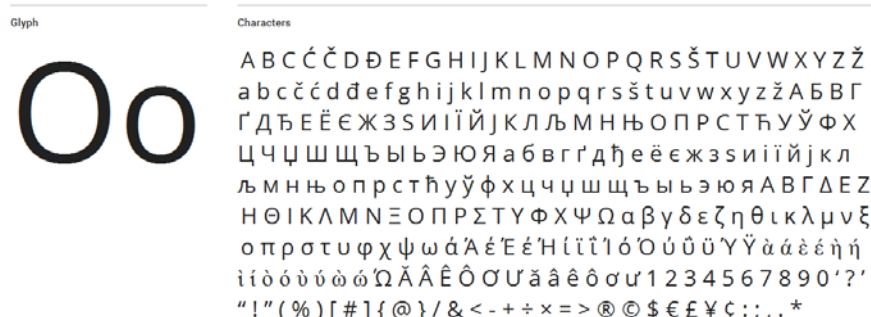 Glyph
Characters
Oo
A B C Ć Č D Đ E F G H I J K L M N O P Q R S Š T U V W X Y Z Ž
a b c č ć d đ e f g h i j k l m n o p q r s š t u v w x y z ž А Б В Г
Ґ Д Ђ Е Ё Є Ж З Ѕ И І Ї Й Ј К Л Љ М Н Њ О П Р С Т Ћ У Ў Ф Х
Ц Ч Џ Ш Щ Ъ Ы Ь Э Ю Я а б в г ґ д ђ е ё є ж з ѕ и і ї й ј к л
љ м н њ о п р с т ћ у ў ф х ц ч џ ш щ ъ ы ь э ю я Α Β Γ Δ Ε Ζ
Η Θ Ι Κ Λ Μ Ν Ξ Ο Π Ρ Σ Τ Υ Φ Χ Ψ Ω α β γ δ ε ζ η θ ι κ λ μ ν ξ
ο π ρ σ τ υ φ χ ψ ω ά Ά έ Έ έ Ή ί ϊ ΐ Ί ό Ό ύ ΰ ϋ Ύ Ϋ ὰ ά ὲ έ ὴ ή
ὶ ί ὸ ό ὺ ύ ὼ ώ Ώ Ă Â Ê Ô Ơ Ư ă â ê ô ơ ư 1 2 3 4 5 6 7 8 9 0 ‘ ? ’
“ ! ” ( % ) [ # ] { @ } / & < - + ÷ × = > ® © $ € £ ¥ ¢ : ; , . *